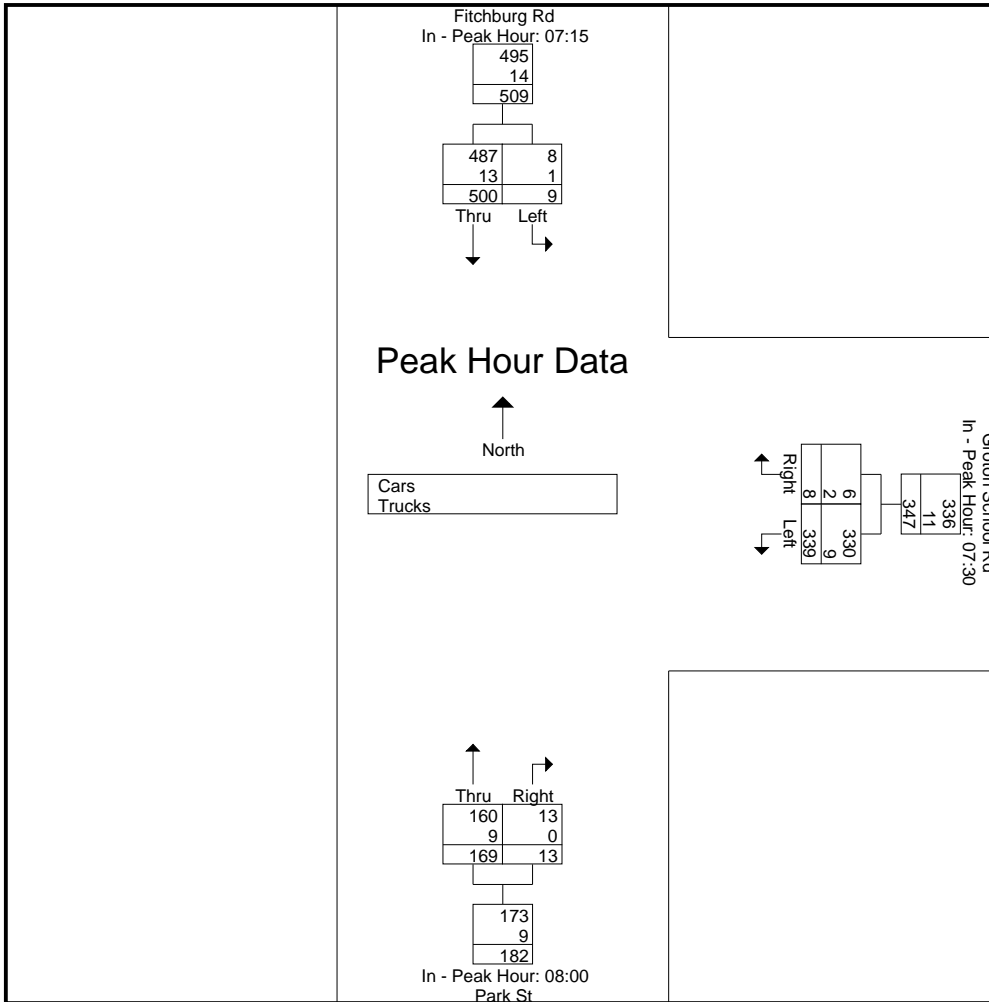 Fitchburg Rd
In - Peak Hour: 07:15
495
14
509
487 8
13 1
500 9
Thru Left
Peak Hour Data
North
Cars
Trucks
School Rd
In - Peak Hour: 07:30
336
11
347
6 330
2 9
8 339
Right Left
Thru Right
160 13
9 0
169 13
173
9
182
In - Peak Hour: 08:00
Park St